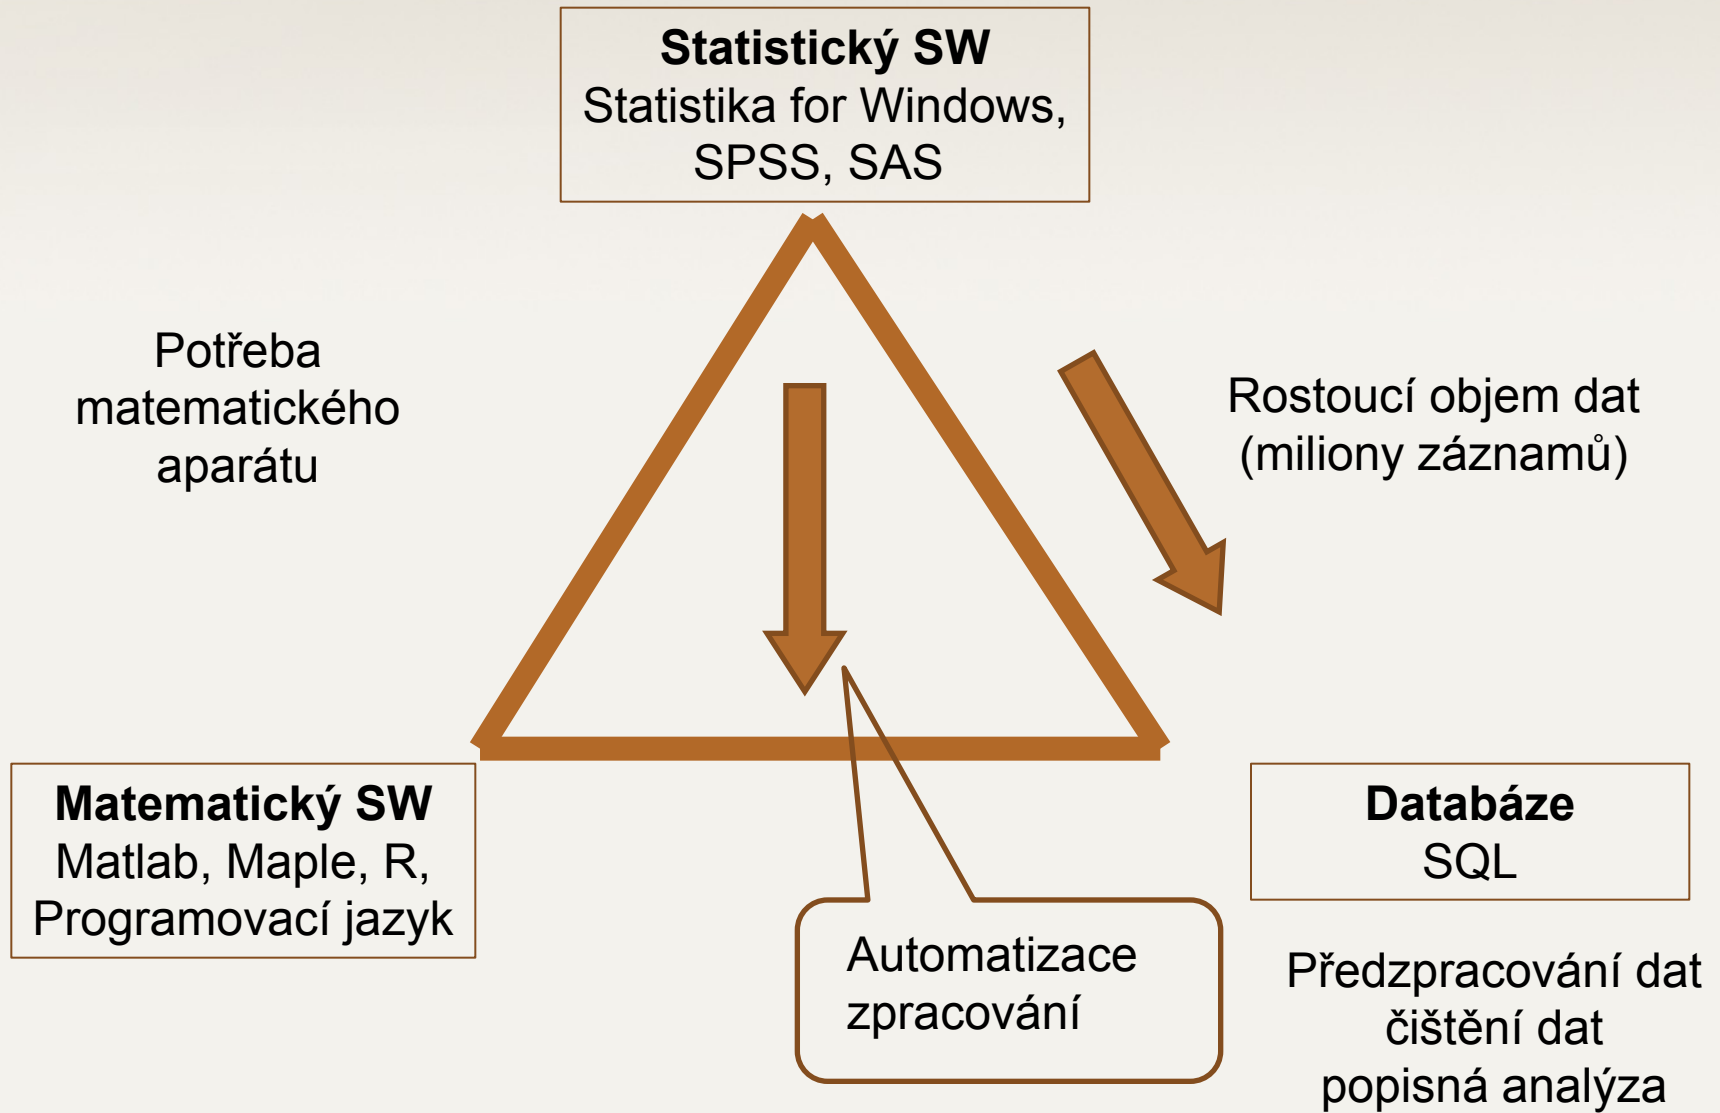 Statistický SW
Statistika for Windows,
SPSS, SAS
Potřeba
matematického
aparátu
Rostoucí objem dat
(miliony záznamů)
Matematický SW
Matlab, Maple, R,
Programovací jazyk
Databáze
SQL
Automatizace
zpracování
Předzpracování dat
čištění dat
popisná analýza